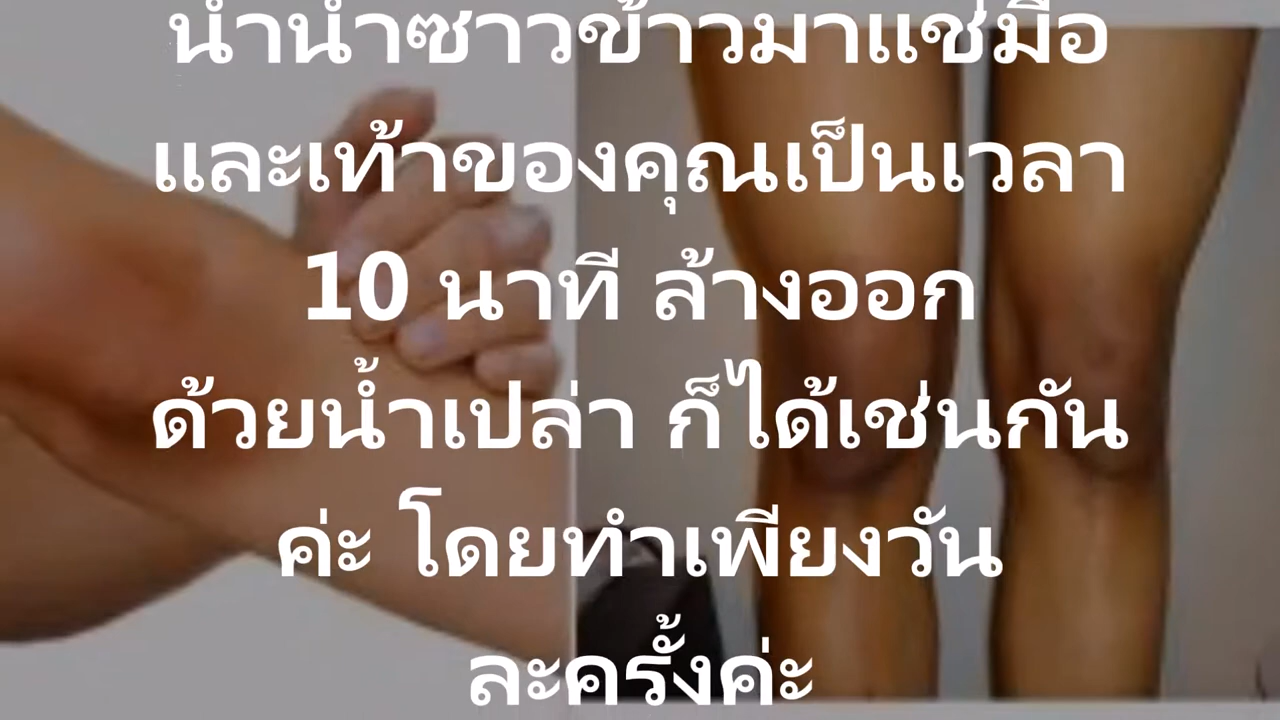 นำน้ำซาวข้าวมาแช่มือ
และเท้าของคุณเป็นเวลา
10 นาที ล้างออก
ด้วยน้ำเปล่า ก็ได้เช่นกัน
ค่ะ โดยทำเพียงวัน
ละครั้งค่ะ